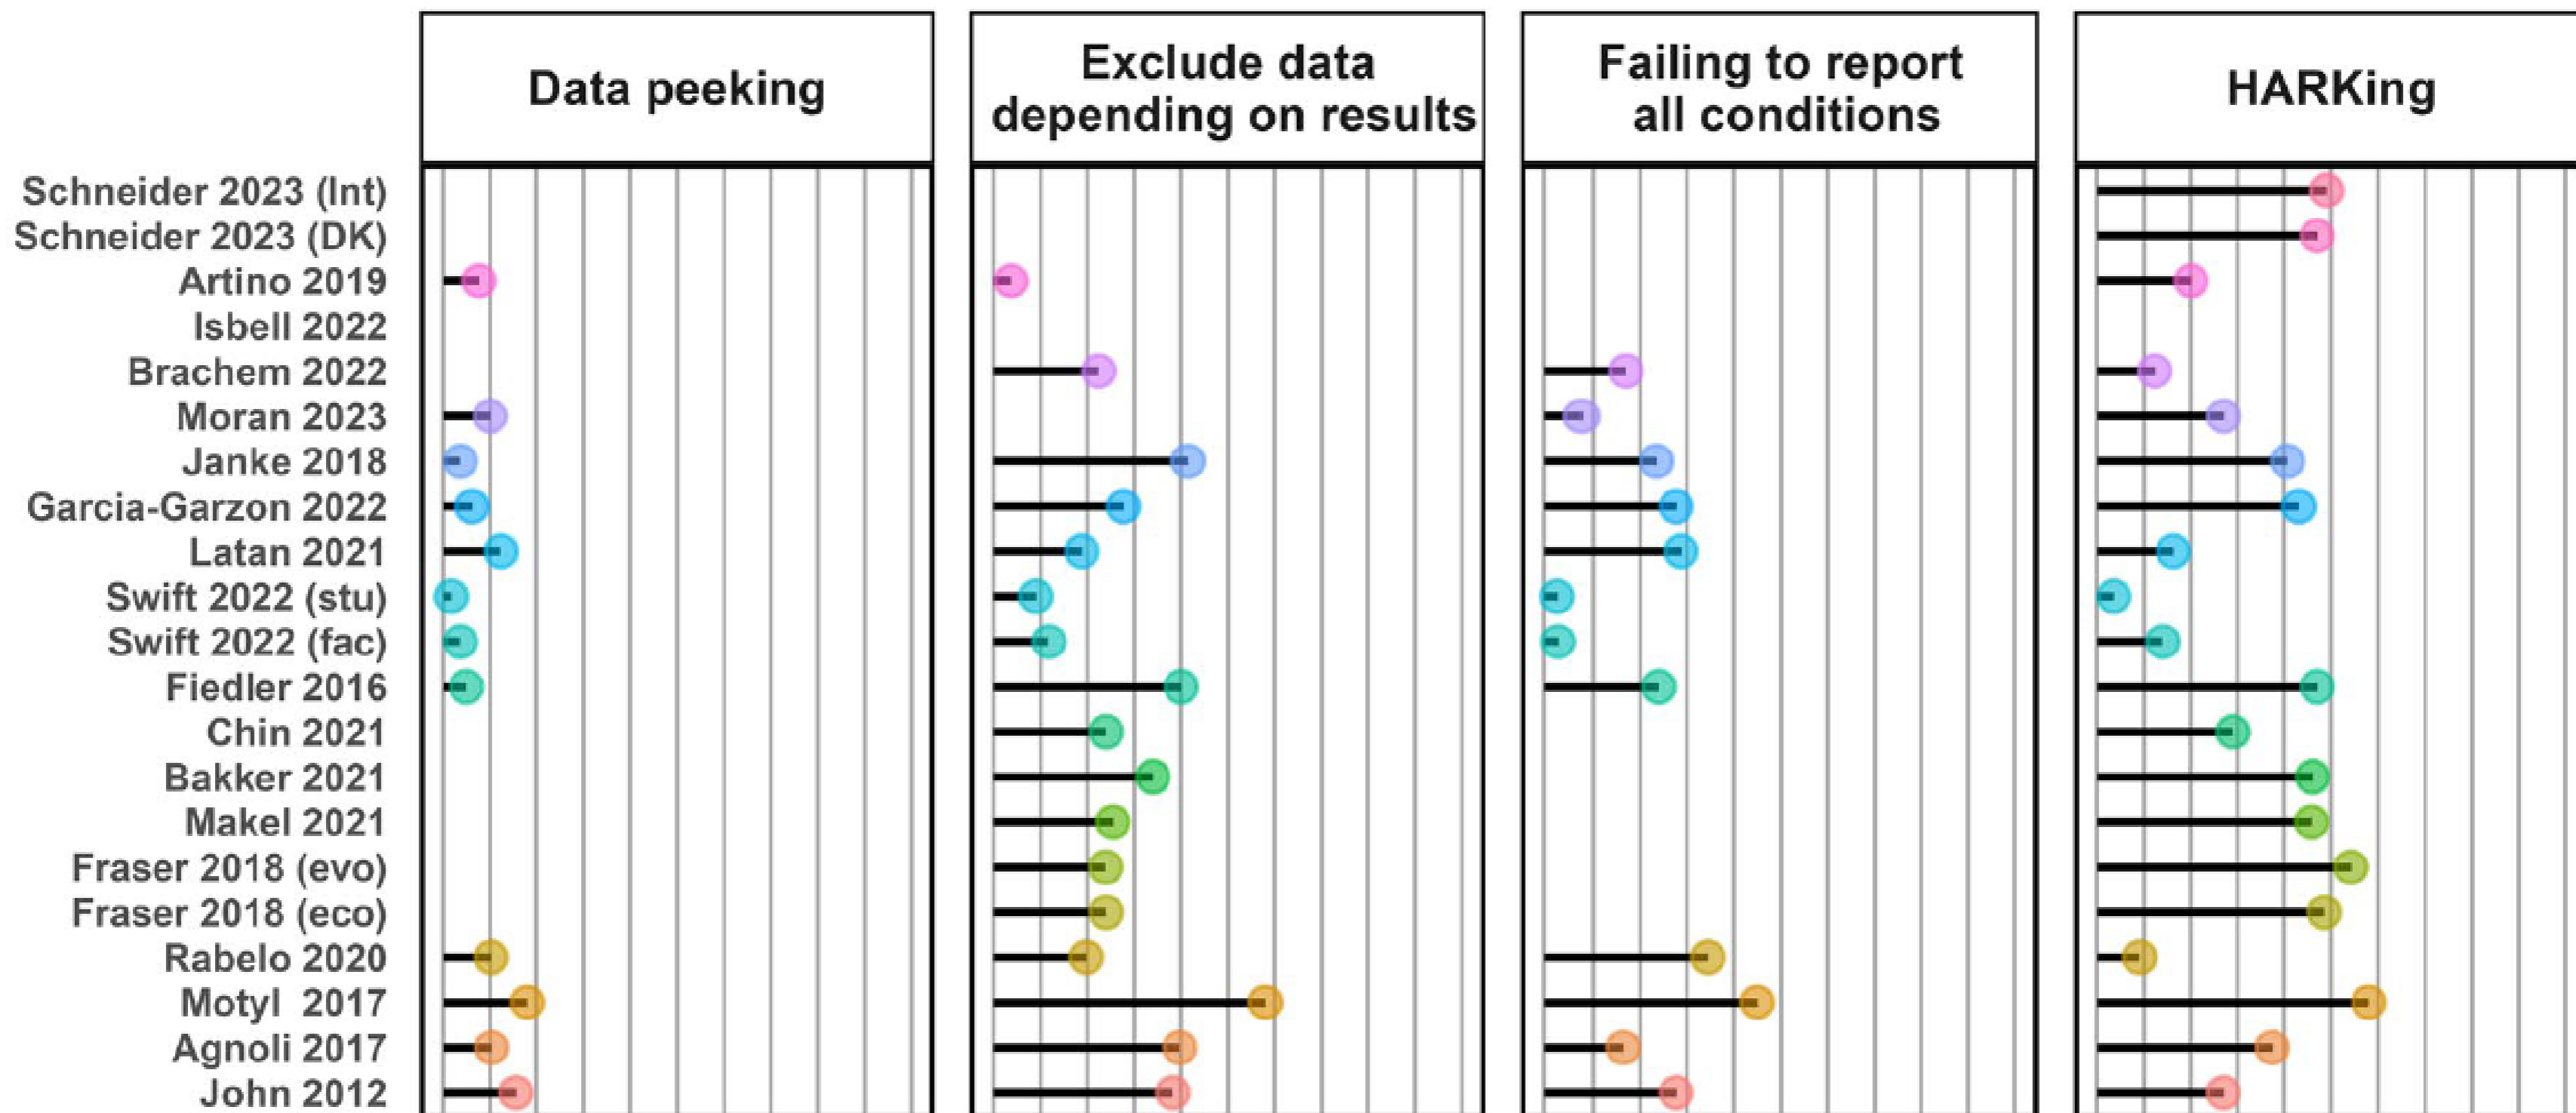 Data peeking
Exclude data
depending on results
Failing to report
all conditions
HARKing
Schneider 2023 (Int)
Schneider 2023 (DK)
Artino 2019
Isbell 2022
Brachem 2022
Moran 2023
Janke 2018
Garcia-Garzon 2022
Latan 2021
Swift 2022 (stu)
Swift 2022 (fac)
Fiedler 2016
Chin 2021
Bakker 2021
Makel 2021
Fraser 2018 (evo)
Fraser 2018 (eco)
Rabelo 2020
Motyl  2017
Agnoli 2017
John 2012